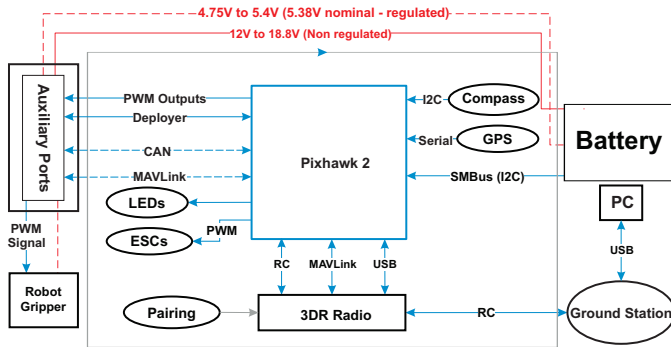 4.75V to 5.4V (5.38V nominal - regulated)
12V to 18.8V (Non regulated)
Auxiliary Ports
PWM Outputs
Deployer
CAN
MAVLink
I2C
Compass
Serial
GPS
Pixhawk 2
Battery
SMBus (I2C)
LEDs
PWM
ESCs
PC
USB
PWM
Signal
RC
MAVLink
USB
Robot
Gripper
Pairing
3DR Radio
RC
Ground Station